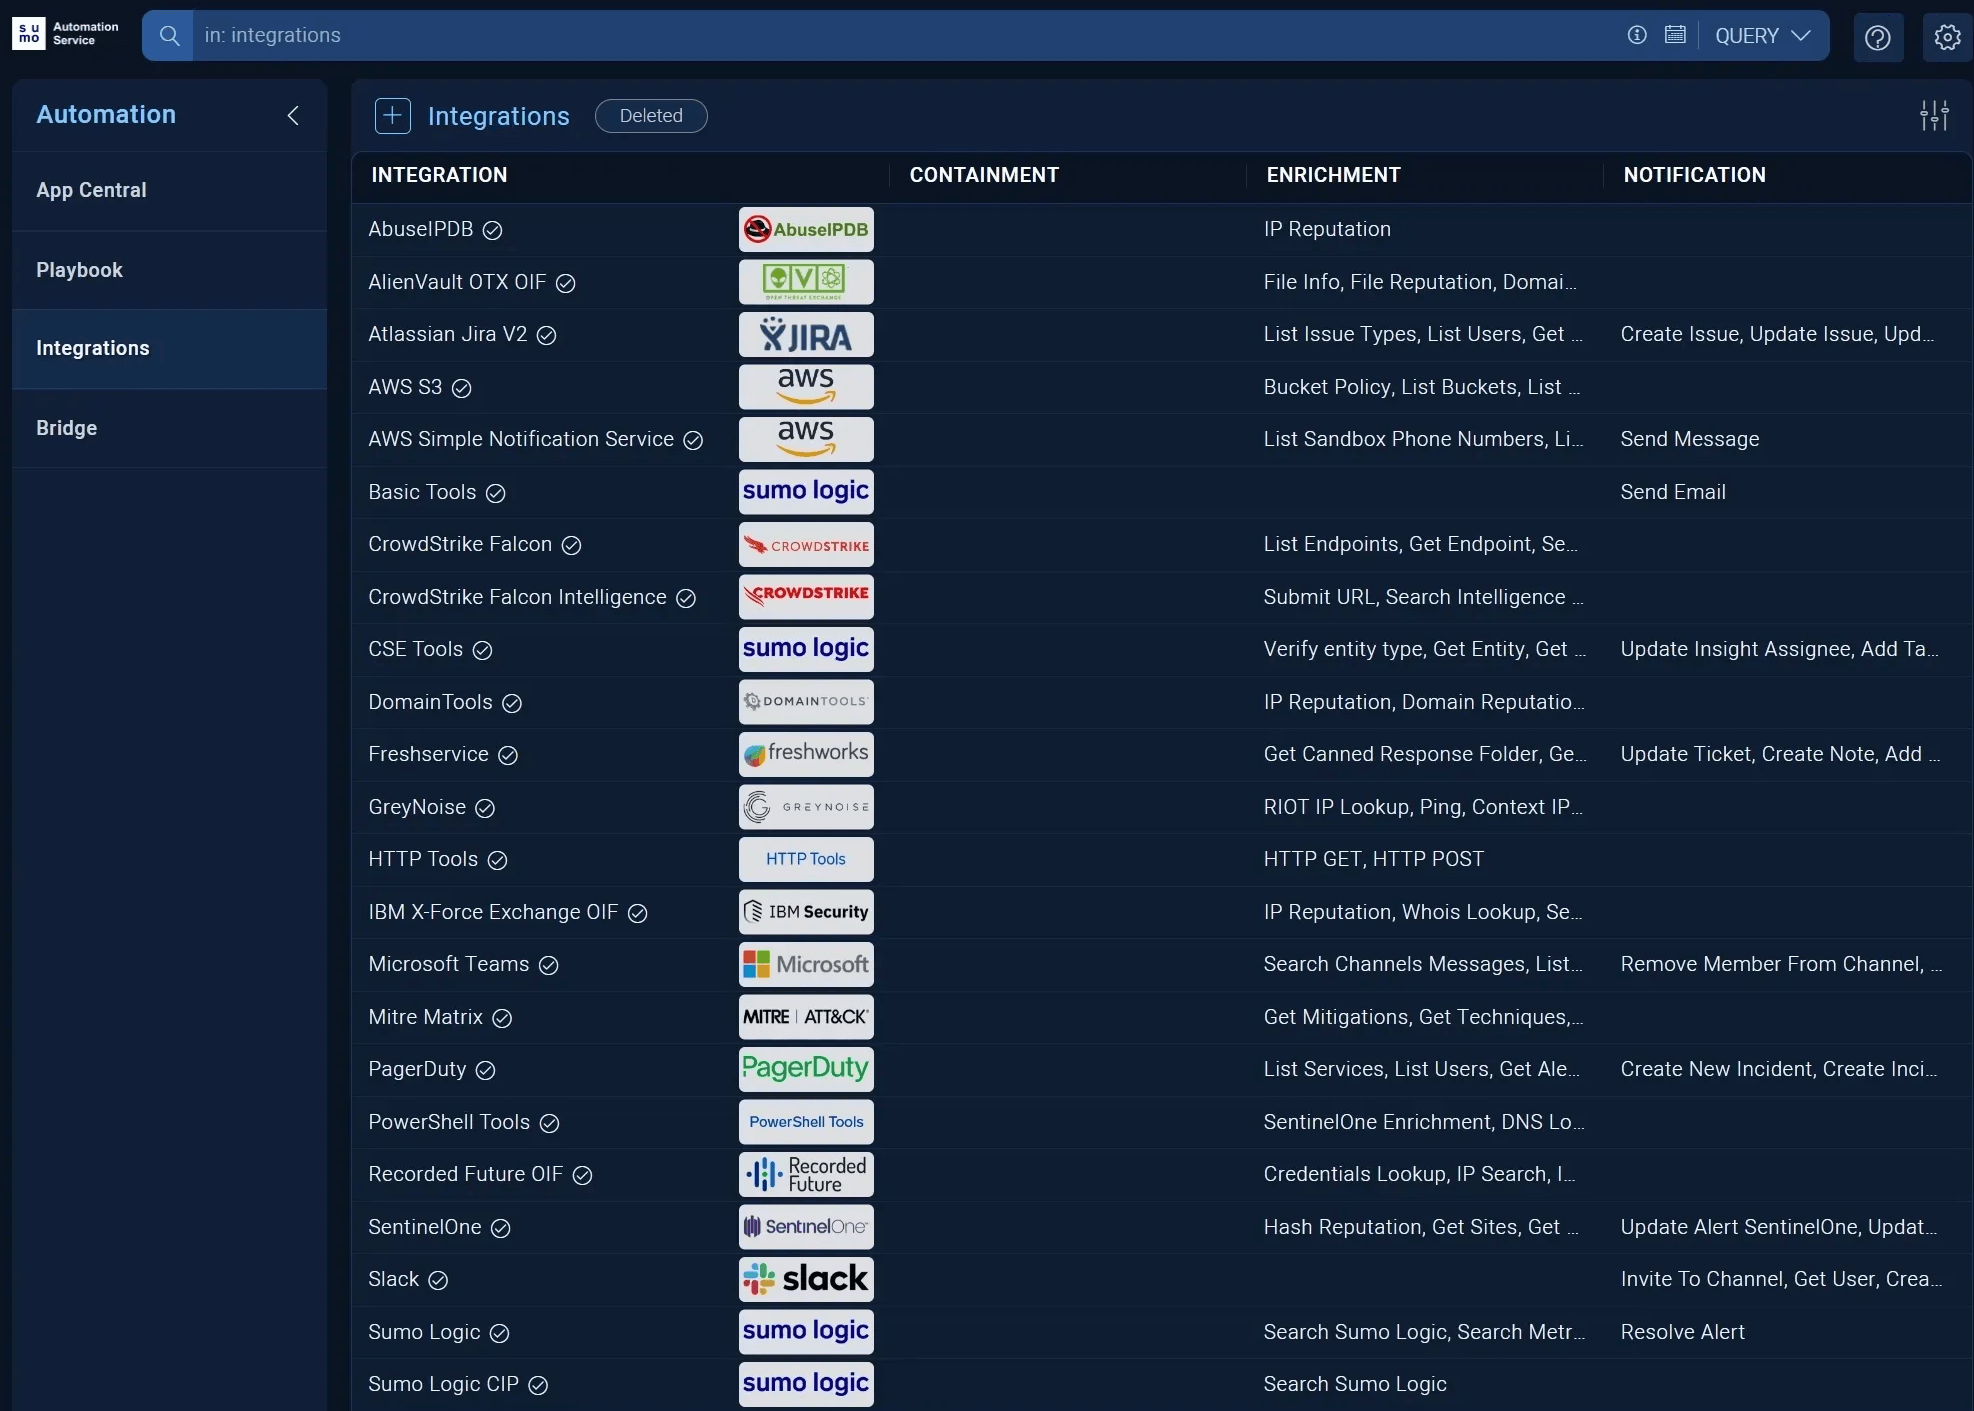 sumo Automation Service
in: integrations QUERY
Automation
App Central
Playbook
Integrations
Bridge
Integrations Deleted
INTEGRATION CONTAINMENT ENRICHMENT NOTIFICATION
AbuseIPDB AbuseIPDB IP Reputation
AlienVault OTX OIF OPEN THREAT EXCHANGE File Info, File Reputation, Domai...
Atlassian Jira V2 JIRA List Issue Types, List Users, Get ... Create Issue, Update Issue, Upd...
AWS S3 aws Bucket Policy, List Buckets, List ...
AWS Simple Notification Service aws List Sandbox Phone Numbers, Li... Send Message
Basic Tools sumo logic Send Email
CrowdStrike Falcon CROWDSTRIKE List Endpoints, Get Endpoint, Se...
CrowdStrike Falcon Intelligence CROWDSTRIKE Submit URL, Search Intelligence ...
CSE Tools sumo logic Verify entity type, Get Entity, Get ... Update Insight Assignee, Add Ta...
DomainTools DOMAINTOOLS IP Reputation, Domain Reputatio...
Freshservice freshworks Get Canned Response Folder, Ge... Update Ticket, Create Note, Add ...
GreyNoise GREYNOISE RIOT IP Lookup, Ping, Context IP...
HTTP Tools HTTP Tools HTTP GET, HTTP POST
IBM X-Force Exchange OIF IBM Security IP Reputation, Whois Lookup, Se...
Microsoft Teams Microsoft Search Channels Messages, List... Remove Member From Channel, ...
Mitre Matrix MITRE | ATT&CK Get Mitigations, Get Techniques,...
PagerDuty PagerDuty List Services, List Users, Get Ale... Create New Incident, Create Inci...
PowerShell Tools PowerShell Tools SentinelOne Enrichment, DNS Lo...
Recorded Future OIF Recorded Future Credentials Lookup, IP Search, I...
SentinelOne SentinelOne Hash Reputation, Get Sites, Get ... Update Alert SentinelOne, Updat...
Slack slack Invite To Channel, Get User, Crea...
Sumo Logic sumo logic Search Sumo Logic, Search Metr... Resolve Alert
Sumo Logic CIP sumo logic Search Sumo Logic